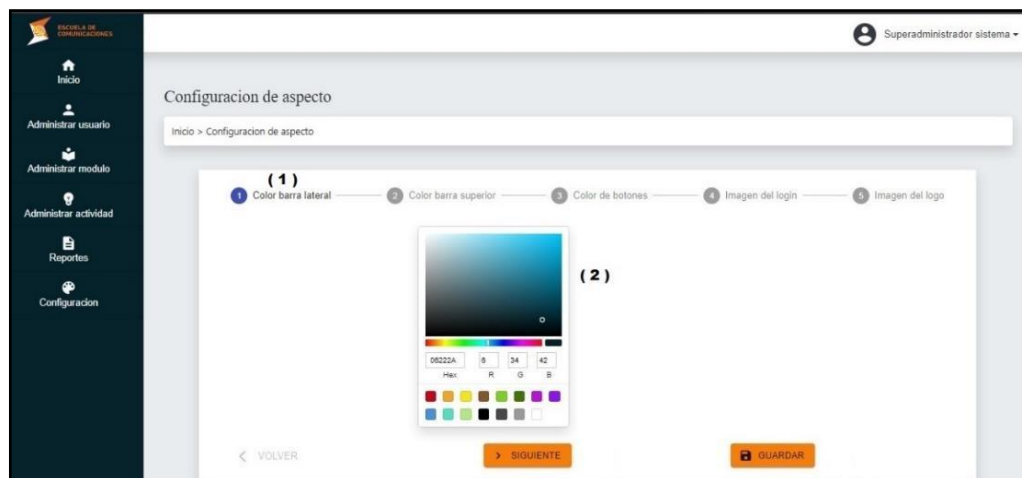 ESCUELA DE
COMUNICACIONES
Superadministrador sistema
Inicio
Administrar usuario
Administrar modulo
Administrar actividad
Reportes
Configuracion
Configuracion de aspecto
Inicio > Configuracion de aspecto
( 1 )
1 Color barra lateral
2 Color barra superior
3 Color de botones
4 Imagen del login
5 Imagen del logo
( 2 )
06222A 6 34 42
Hex R G B
< VOLVER
> SIGUIENTE
GUARDAR